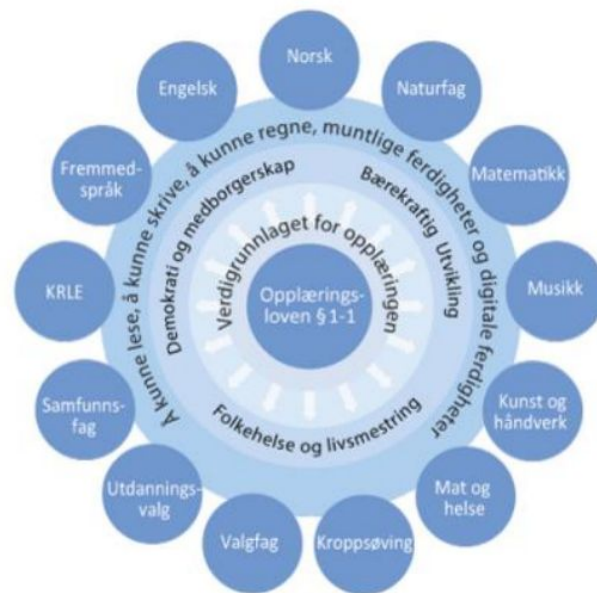 Norsk
Naturfag
Matematikk
Musikk
Kunst og
håndverk
Mat og
helse
Kroppsøving
Valgfag
Utdannings-
valg
Samfunns-
fag
KRLE
Fremmed-
språk
Engelsk
Å kunne lese, å kunne skrive, å kunne regne, muntlige ferdigheter og digitale ferdigheter
Demokrati og medborgerskap
Bærekraftig Utvikling
Folkehelse og livsmestring
Verdigrunnlaget for opplæringen
Opplærings-
loven § 1-1